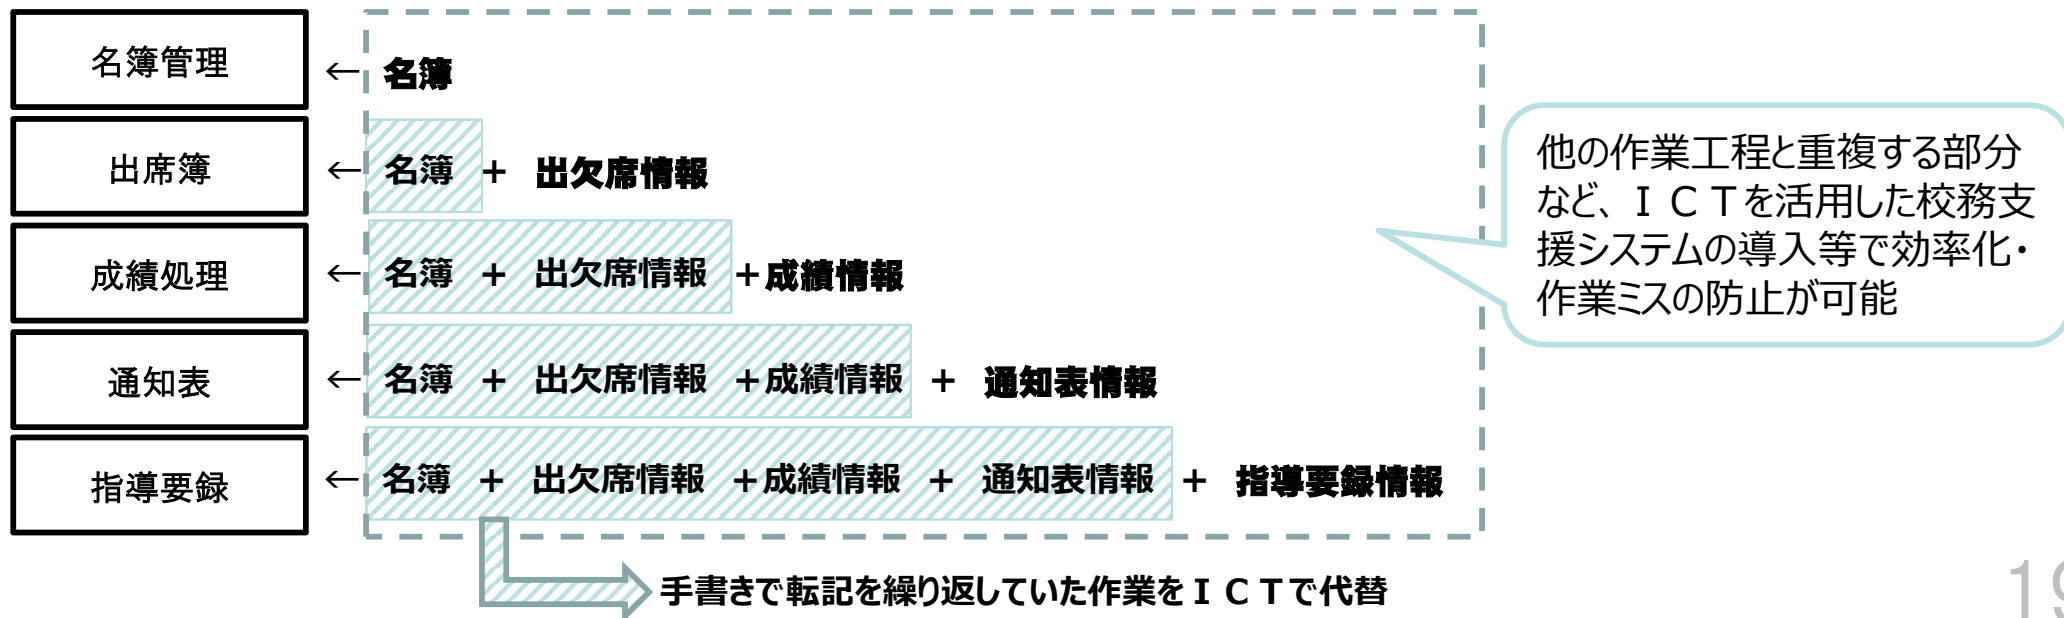 名簿管理 ← 名簿
出席簿 ← 名簿 + 出欠席情報
成績処理 ← 名簿 + 出欠席情報 +成績情報
通知表 ← 名簿 + 出欠席情報 +成績情報 + 通知表情報
指導要録 ← 名簿 + 出欠席情報 +成績情報 + 通知表情報 + 指導要録情報
他の作業工程と重複する部分
など、ＩＣＴを活用した校務支
援システムの導入等で効率化・
作業ミスの防止が可能
手書きで転記を繰り返していた作業をＩＣＴで代替